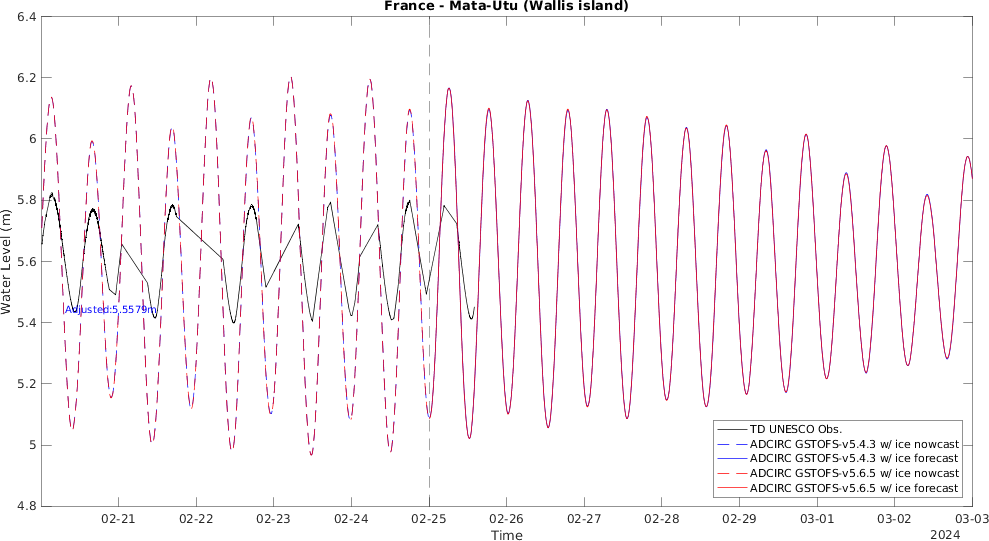 France - Mata-Utu (Wallis island)
6.4
6.2
6
5.8
5.6
5.4
5.2
5
4.8
Water Level (m)
Adjusted:5.5579m
TD UNESCO Obs.
ADCIRC GSTOFS-v5.4.3 w/ ice nowcast
ADCIRC GSTOFS-v5.4.3 w/ ice forecast
ADCIRC GSTOFS-v5.6.5 w/ ice nowcast
ADCIRC GSTOFS-v5.6.5 w/ ice forecast
02-21 02-22 02-23 02-24 02-25 02-26 02-27 02-28 02-29 03-01 03-02 03-03
Time
2024